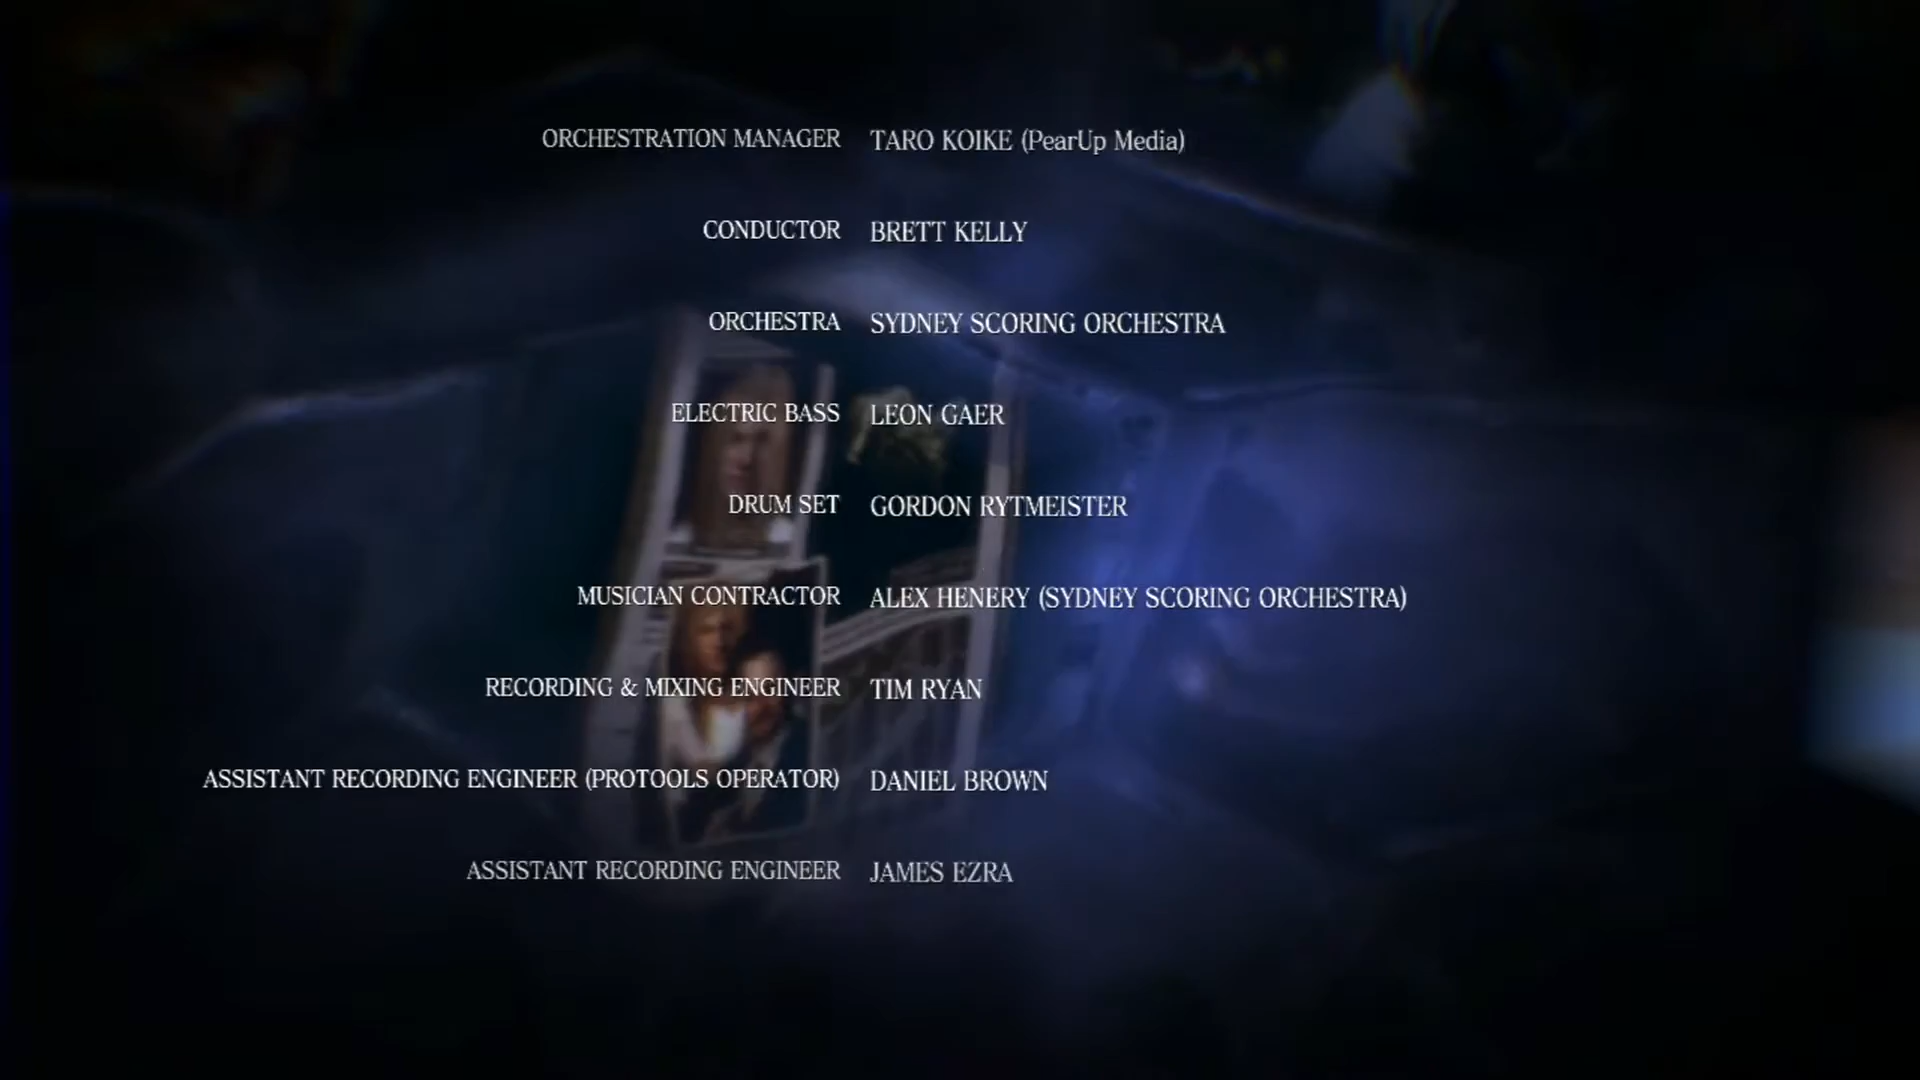 ORCHESTRATION MANAGER TARO KOIKE (PearUp Media)
CONDUCTOR BRETT KELLY
ORCHESTRA SYDNEY SCORING ORCHESTRA
ELECTRIC BASS LEON GAER
DRUM SET GORDON RYTMEISTER
MUSICIAN CONTRACTOR ALEX HENERY (SYDNEY SCORING ORCHESTRA)
RECORDING & MIXING ENGINEER TIM RYAN
ASSISTANT RECORDING ENGINEER (PROTOOLS OPERATOR) DANIEL BROWN
ASSISTANT RECORDING ENGINEER JAMES EZRA